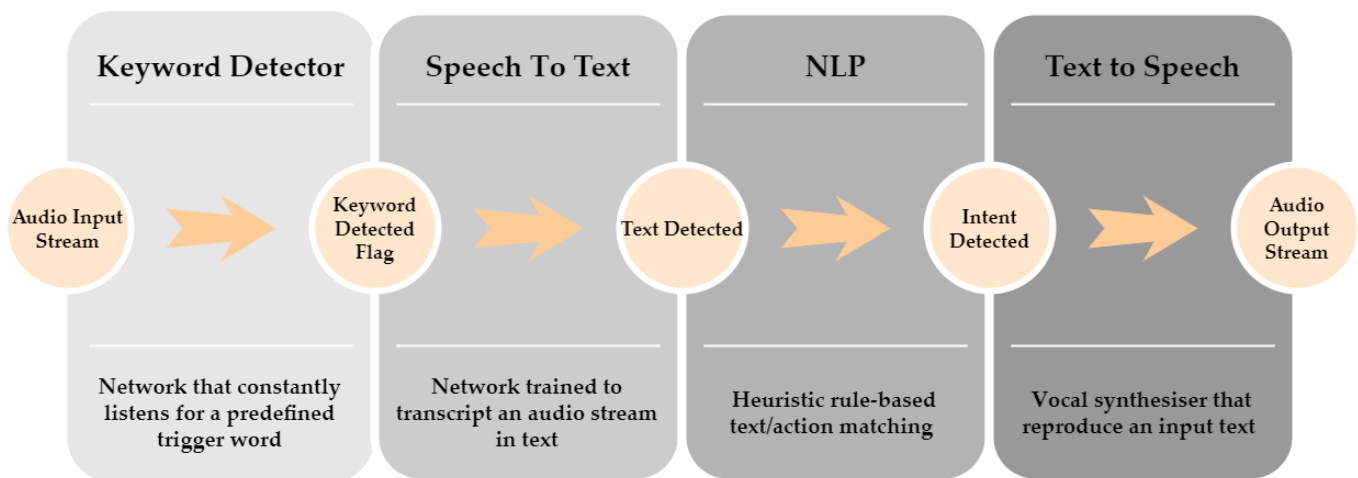 Keyword Detector
Speech To Text
NLP
Text to Speech
Audio Input
Stream
Keyword
Detected
Flag
Text Detected
Intent
Detected
Audio
Output
Stream
Network that constantly
listens for a predefined
trigger word
Network trained to
transcript an audio stream
in text
Heuristic rule-based
text/action matching
Vocal synthesiser that
reproduce an input text